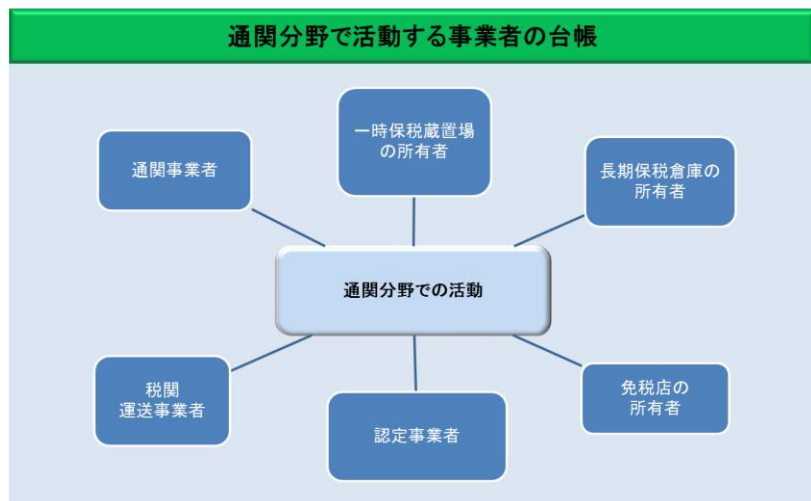 通関分野で活動する事業者の台帳
一時保税蔵置場
の所有者
通関事業者
長期保税倉庫の
所有者
通関分野での活動
税関
運送事業者
認定事業者
免税店の
所有者